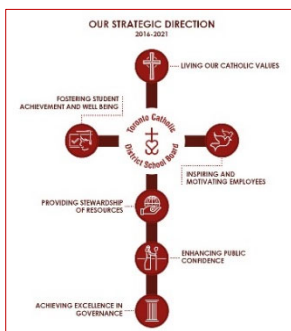 OUR STRATEGIC DIRECTION
2016-2021
LIVING OUR CATHOLIC VALUES
FOSTERING STUDENT
ACHIEVEMENT AND WELL BEING
Toronto Catholic
District School Board
INSPIRING AND
MOTIVATING EMPLOYEES
PROVIDING STEWARDSHIP
OF RESOURCES
ENHANCING PUBLIC
CONFIDENCE
ACHIEVING EXCELLENCE IN
GOVERNANCE